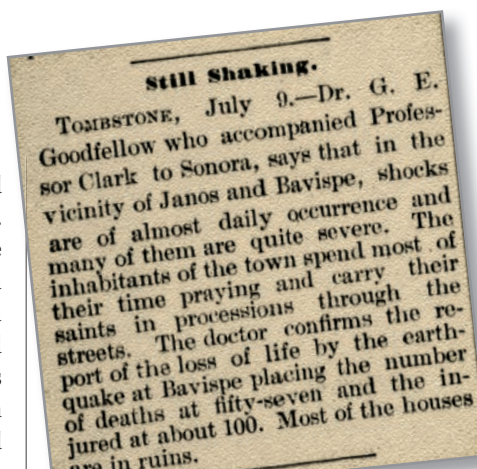 Still Shaking.
TOMBSTONE, July 9.—Dr. G. E.
Goodfellow who accompanied Profes-
sor Clark to Sonora, says that in the
vicinity of Janos and Bavispe, shocks
are of almost daily occurrence and
many of them are quite severe. The
inhabitants of the town spend most of
their time praying and carry their
saints in processions through the
streets. The doctor confirms the re-
port of the loss of life by the earth-
quake at Bavispe placing the number
of deaths at fifty-seven and the in-
jured at about 100. Most of the houses
are in ruins.